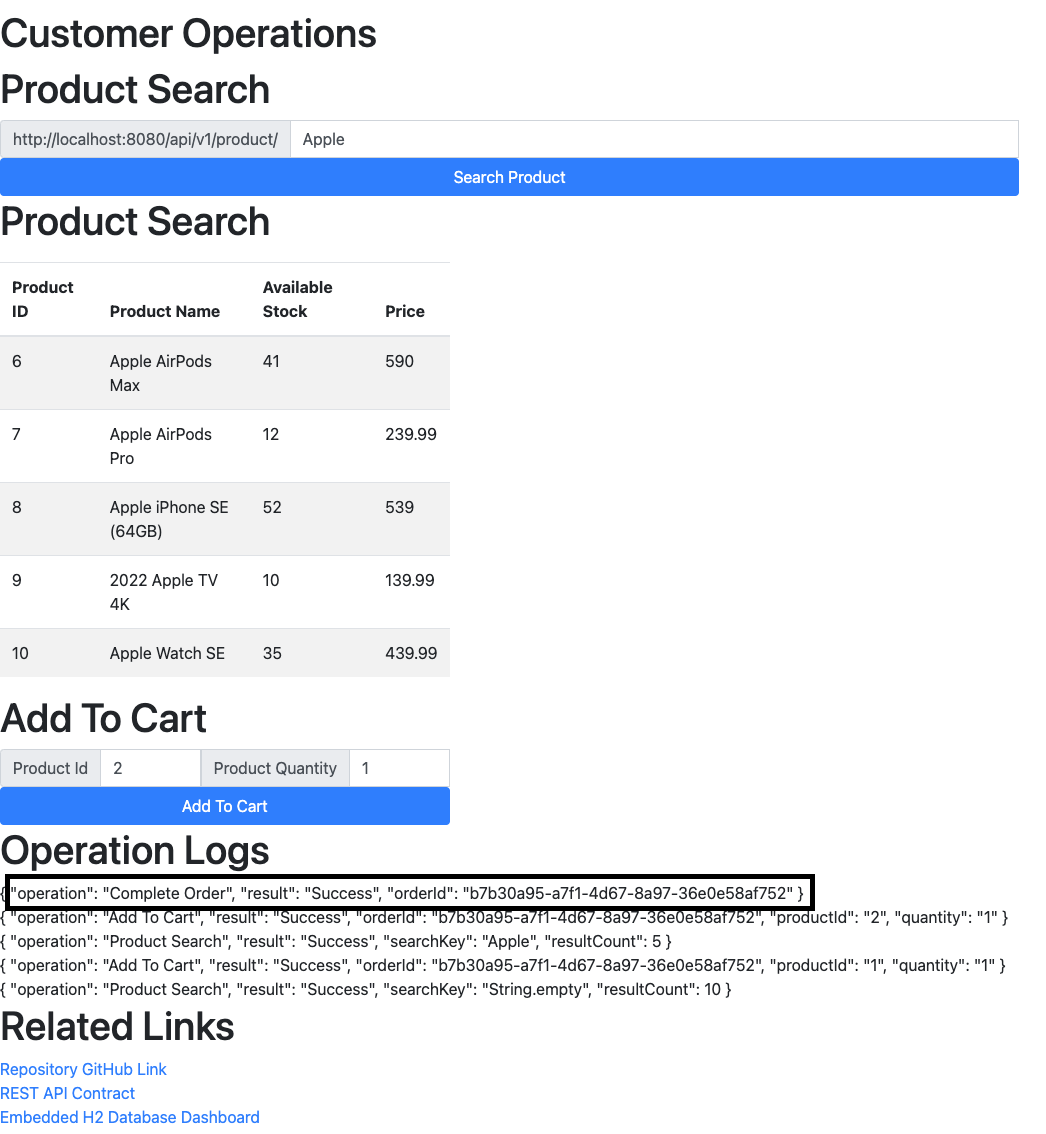 Customer Operations
Product Search
http://localhost:8080/api/v1/product/ Apple
Search Product
Product Search
Product ID Product Name Available Stock Price
6 Apple AirPods Max 41 590
7 Apple AirPods Pro 12 239.99
8 Apple iPhone SE (64GB) 52 539
9 2022 Apple TV 4K 10 139.99
10 Apple Watch SE 35 439.99
Add To Cart
Product Id 2 Product Quantity 1
Add To Cart
Operation Logs
{ "operation": "Complete Order", "result": "Success", "orderId": "b7b30a95-a7f1-4d67-8a97-36e0e58af752" }
{ "operation": "Add To Cart", "result": "Success", "orderId": "b7b30a95-a7f1-4d67-8a97-36e0e58af752", "productId": "2", "quantity": "1" }
{ "operation": "Product Search", "result": "Success", "searchKey": "Apple", "resultCount": 5 }
{ "operation": "Add To Cart", "result": "Success", "orderId": "b7b30a95-a7f1-4d67-8a97-36e0e58af752", "productId": "1", "quantity": "1" }
{ "operation": "Product Search", "result": "Success", "searchKey": "String.empty", "resultCount": 10 }
Related Links
Repository GitHub Link
REST API Contract
Embedded H2 Database Dashboard